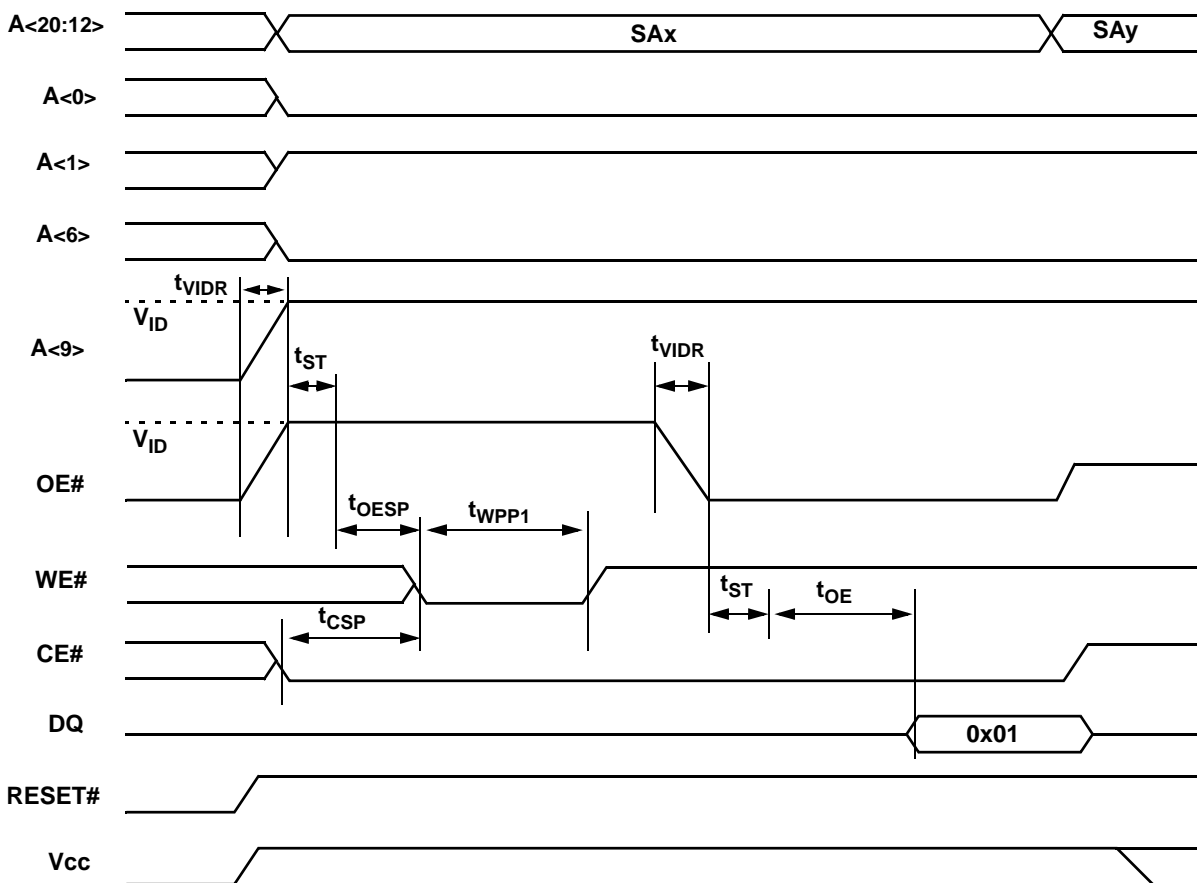 A<20:12> SAx SAy
A<0>
A<1>
A<6>
tVIDR
VID
A<9>
tST tVIDR
VID
OE#
tOESP tWPP1
WE#
tST tOE
tCSP
CE#
DQ 0x01
RESET#
Vcc